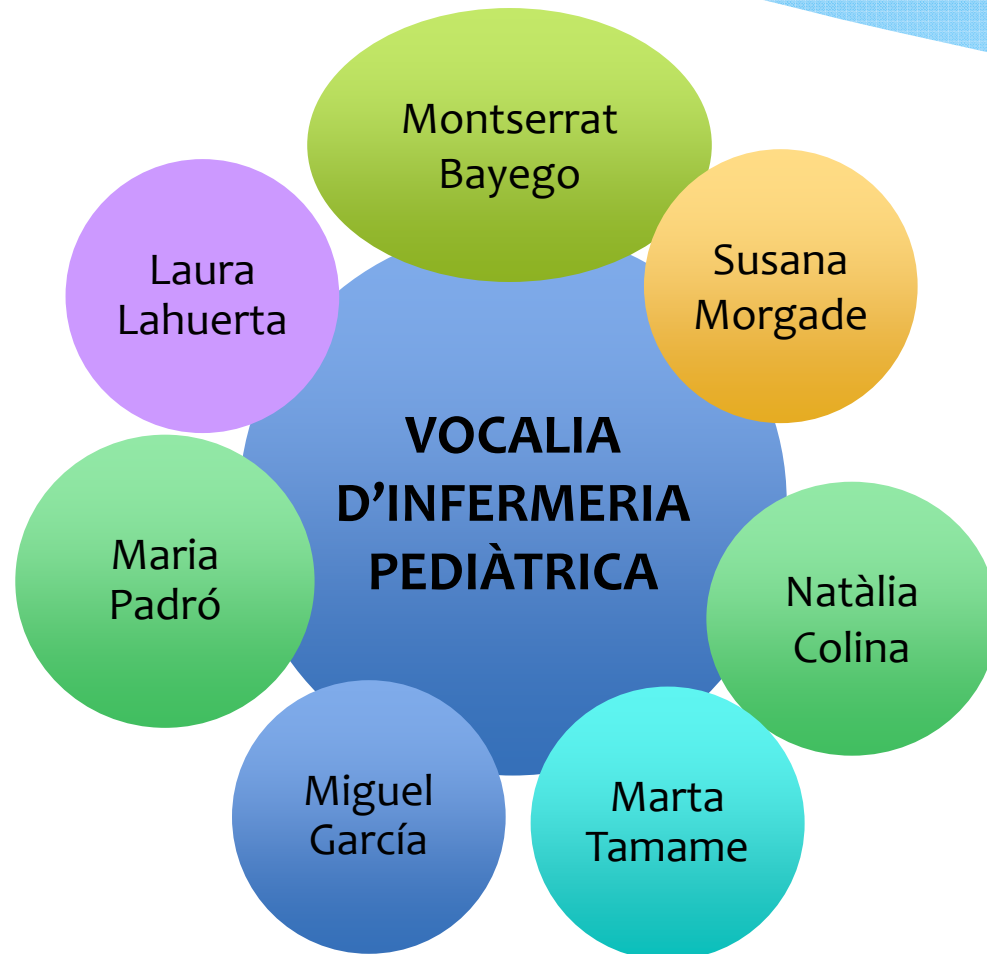 Montserrat
Bayego
Susana
Morgade
Laura
Lahuerta
VOCALIA
D’INFERMERIA
PEDIÀTRICA
Maria
Padró
Natàlia
Colina
Miguel
García
Marta
Tamame